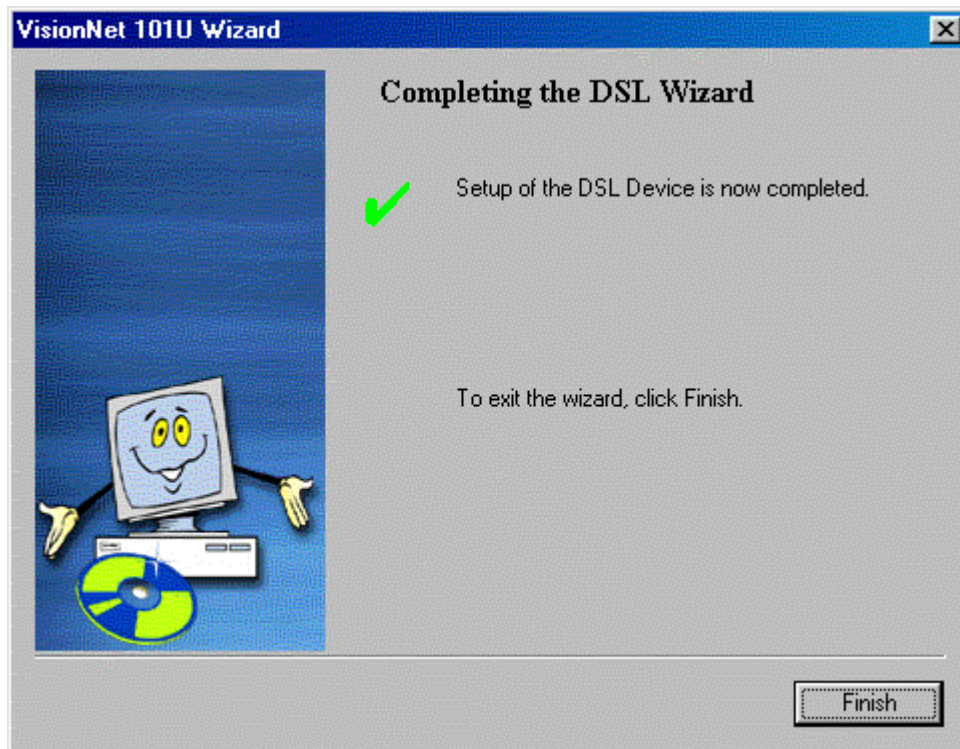 VisionNet 101U Wizard
Completing the DSL Wizard
Setup of the DSL Device is now completed.
To exit the wizard, click Finish.
Finish